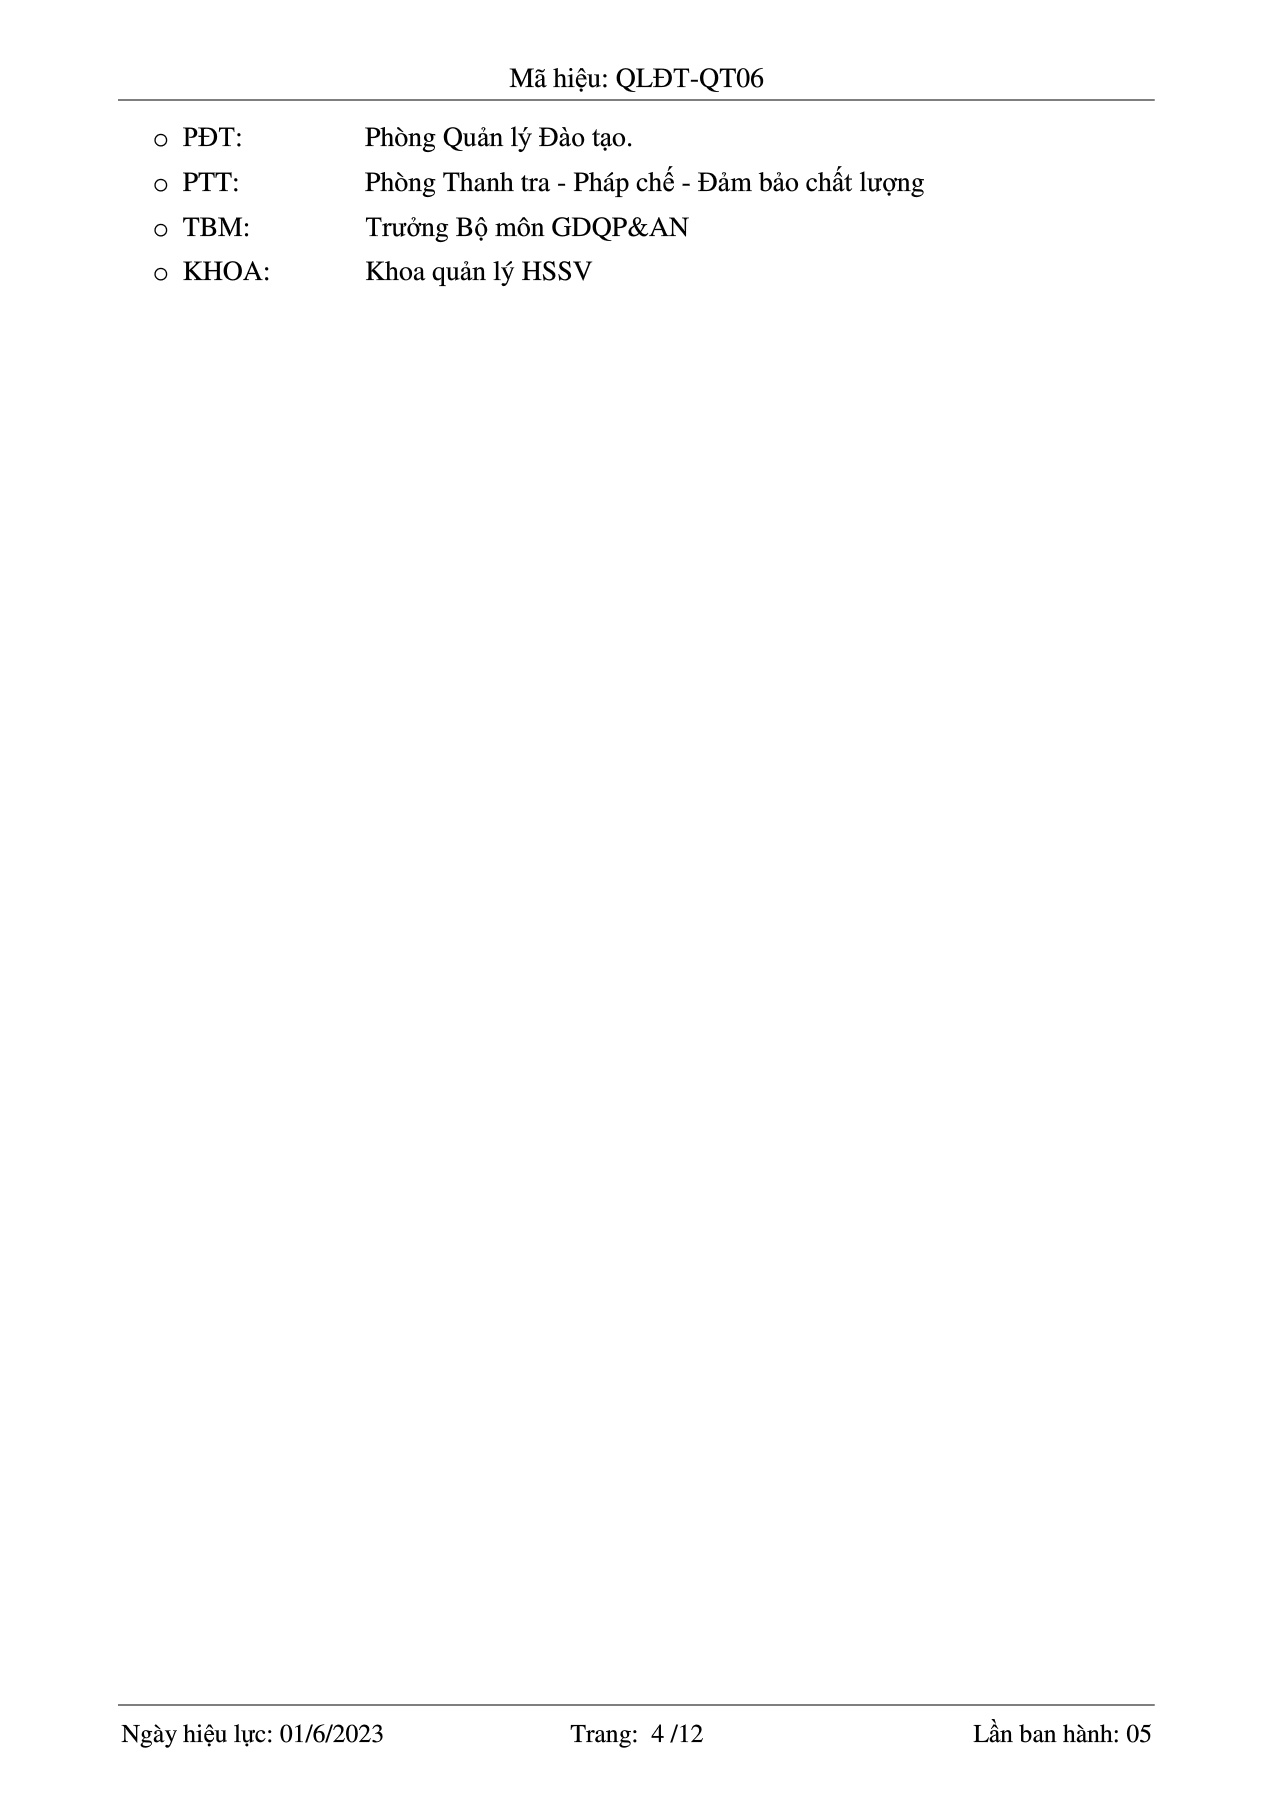 Mã hiệu: QLĐT-QT06
o PĐT: Phòng Quản lý Đào tạo.
o PTT: Phòng Thanh tra - Pháp chế - Đảm bảo chất lượng
o TBM: Trưởng Bộ môn GDQP&AN
o KHOA: Khoa quản lý HSSV
Ngày hiệu lực: 01/6/2023 Trang: 4 /12 Lần ban hành: 05